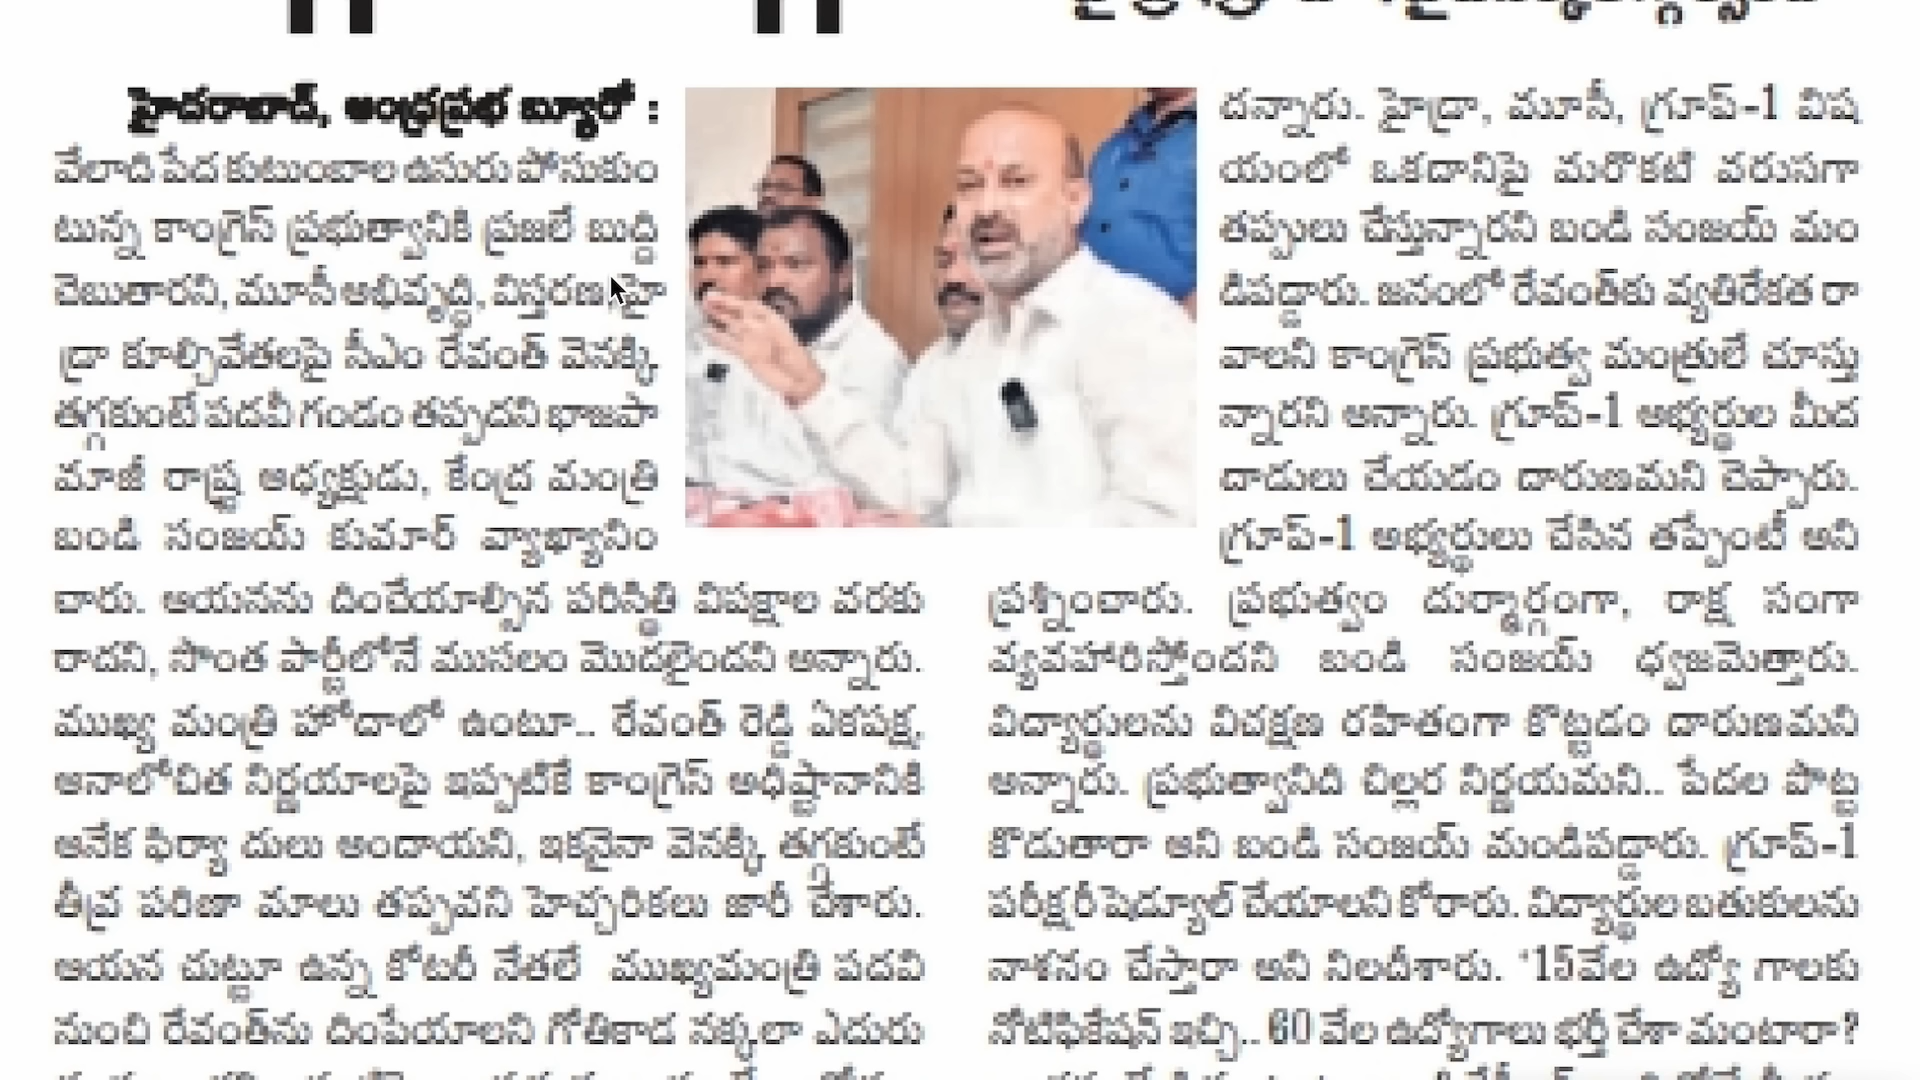 హైదరాబాద్, ఆంధ్రప్రభ బ్యూరో :
వేలాది పేద కుటుంబాల ఉసురు పోసుకుం
టున్న కాంగ్రెస్ ప్రభుత్వానికి ప్రజలే బుద్ధి
చెబుతారని, మూసీ అభివృద్ధి, విస్తరణ, హై
డ్రా కూల్చివేతలపై సీఎం రేవంత్ వెనక్కి
తగ్గకుంటే పదవీ గండం తప్పదని భాజపా
మాజీ రాష్ట్ర అధ్యక్షుడు, కేంద్ర మంత్రి
బండి సంజయ్ కుమార్ వ్యాఖ్యానిం
చారు. ఆయనను దించేయాల్సిన పరిస్థితి విపక్షాల వరకు
రాదని, సొంత పార్టీలోనే ముసలం మొదలైందని అన్నారు.
ముఖ్య మంత్రి హోదాలో ఉంటూ.. రేవంత్ రెడ్డి ఏకపక్ష,
అనాలోచిత నిర్ణయాలపై ఇప్పటికే కాంగ్రెస్ అధిష్టానానికి
అనేక ఫిర్యా దులు అందాయని, ఇకనైనా వెనక్కి తగ్గకుంటే
తీవ్ర పరిణా మాలు తప్పవని హెచ్చరికలు జారీ చేశారు.
ఆయన చుట్టూ ఉన్న కోటరీ నేతలే ముఖ్యమంత్రి పదవి
నుంచి రేవంత్‌ను దింపేయాలని గోతికాడ నక్కలా ఎదురు
దన్నారు. హైడ్రా, మూసీ, గ్రూప్-1 విష
యంలో ఒకదానిపై మరొకటి వరుసగా
తప్పులు చేస్తున్నారని బండి సంజయ్ మం
డిపడ్డారు. జనంలో రేవంత్‌కు వ్యతిరేకత రా
వాలని కాంగ్రెస్ ప్రభుత్వ మంత్రులే చూస్తు
న్నారని అన్నారు. గ్రూప్-1 అభ్యర్థుల మీద
దాడులు చేయడం దారుణమని చెప్పారు.
గ్రూప్-1 అభ్యర్థులు చేసిన తప్పేంటి అని
ప్రశ్నించారు. ప్రభుత్వం దుర్మార్గంగా, రాక్ష సంగా
వ్యవహరిస్తోందని బండి సంజయ్ ధ్వజమెత్తారు.
విద్యార్థులను విచక్షణ రహితంగా కొట్టడం దారుణమని
అన్నారు. ప్రభుత్వానిది చిల్లర నిర్ణయమని.. పేదల పొట్ట
కొడుతారా అని బండి సంజయ్ మండిపడ్డారు. గ్రూప్-1
పరీక్ష రీషెడ్యూల్ చేయాలని కోరారు. విద్యార్థుల బతుకులను
నాశనం చేస్తారా అని నిలదీశారు. ‘15వేల ఉద్యో గాలకు
నోటిఫికేషన్ ఇచ్చి.. 60 వేల ఉద్యోగాలు భర్తీ చేశా మంటారా?